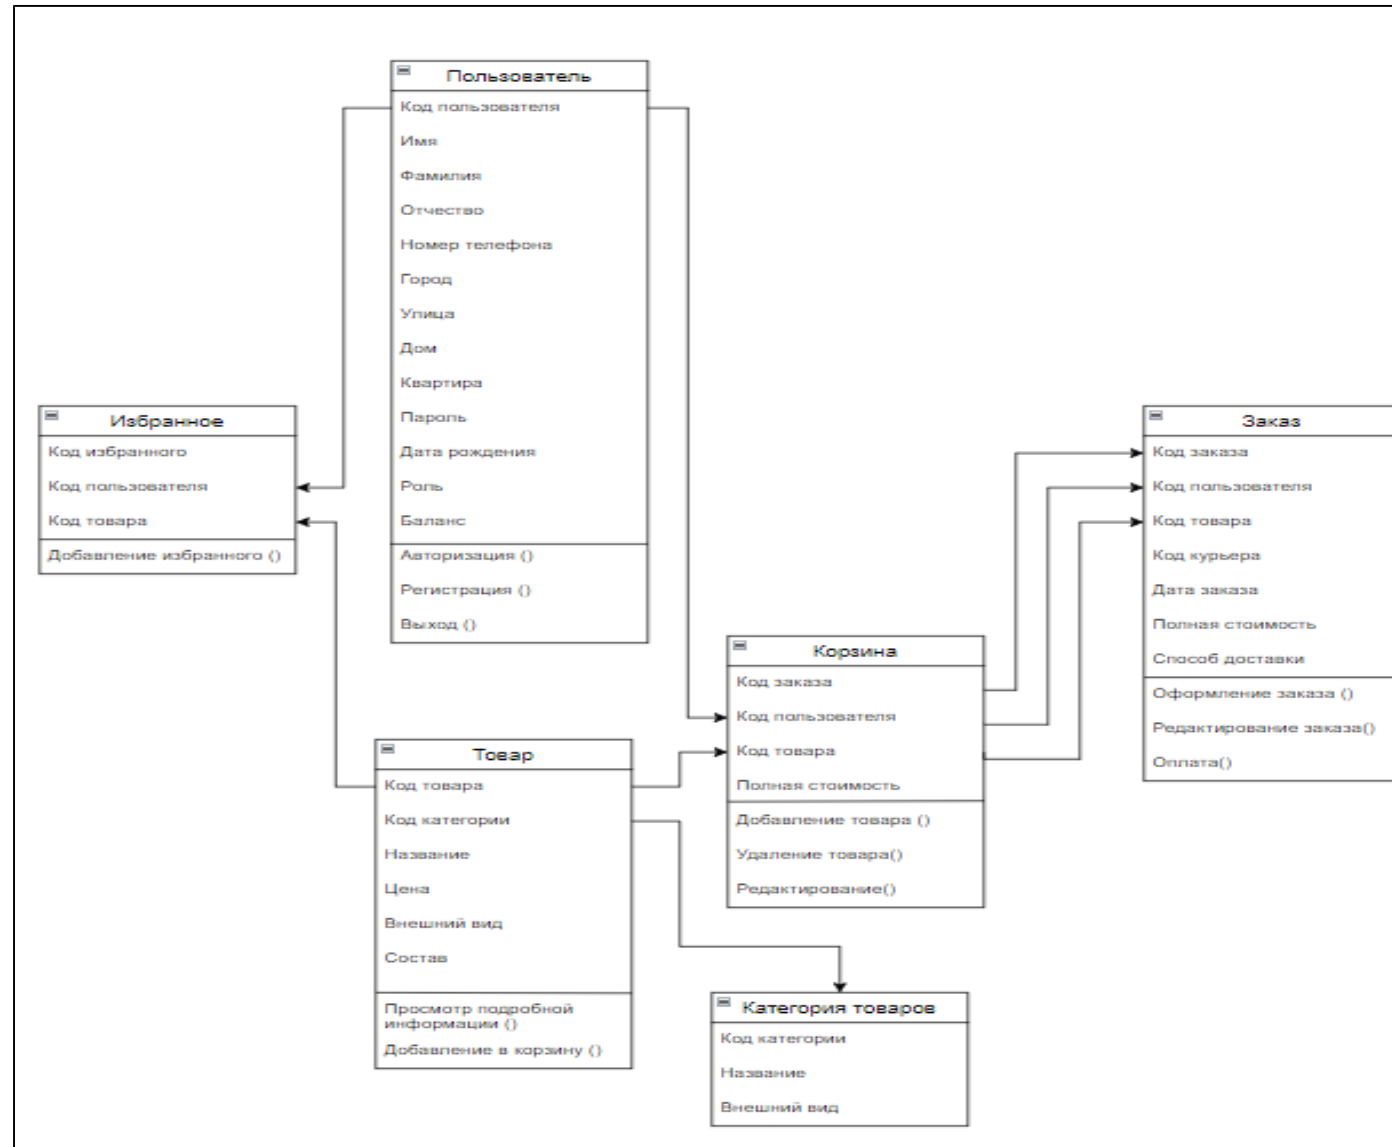 Пользователь
Код пользователя
Имя
Фамилия
Отчество
Номер телефона
Город
Улица
Дом
Квартира
Пароль
Дата рождения
Роль
Баланс
Авторизация ()
Регистрация ()
Выход ()
Избранное
Код избранного
Код пользователя
Код товара
Добавление избранного ()
Заказ
Код заказа
Код пользователя
Код товара
Код курьера
Дата заказа
Полная стоимость
Способ доставки
Оформление заказа ()
Редактирование заказа()
Оплата()
Корзина
Код заказа
Код пользователя
Код товара
Полная стоимость
Добавление товара ()
Удаление товара()
Редактирование()
Товар
Код товара
Код категории
Название
Цена
Внешний вид
Состав
Просмотр подробной
информации ()
Добавление в корзину ()
Категория товаров
Код категории
Название
Внешний вид